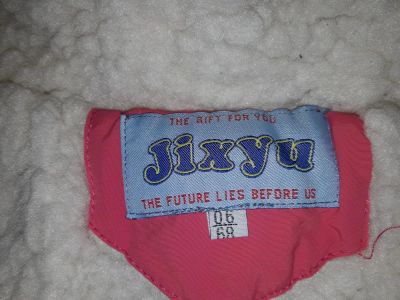 THE GIFT FOR YOU
Jixyu
THE FUTURE LIES BEFORE US
06
68